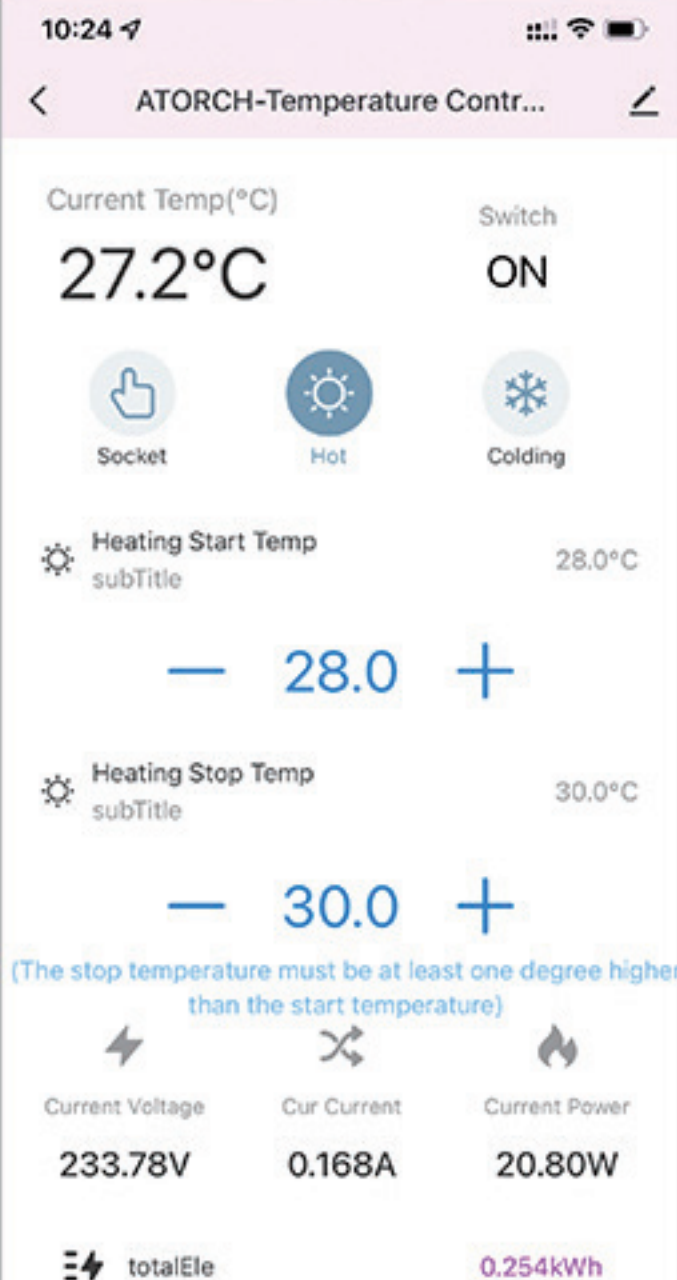 10:24
ATORCH-Temperature Contr...
Current Temp(°C)
Switch
27.2°C
ON
Socket
Hot
Colding
Heating Start Temp
subTitle
28.0°C
28.0
Heating Stop Temp
subTitle
30.0°C
30.0
(The stop temperature must be at least one degree higher
than the start temperature)
Current Voltage
Cur Current
Current Power
233.78V
0.168A
20.80W
totalEle
0.254kWh